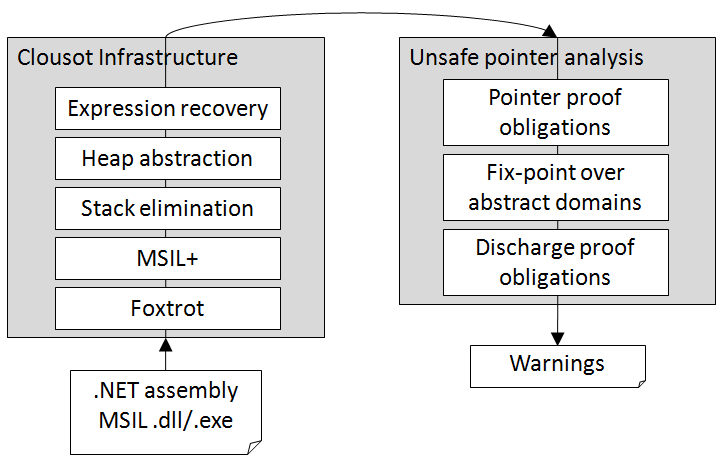 Clousot Infrastructure
Expression recovery
Heap abstraction
Stack elimination
MSIL+
Foxtrot
.NET assembly
MSIL .dll/.exe
Unsafe pointer analysis
Pointer proof
obligations
Fix-point over
abstract domains
Discharge proof
obligations
Warnings